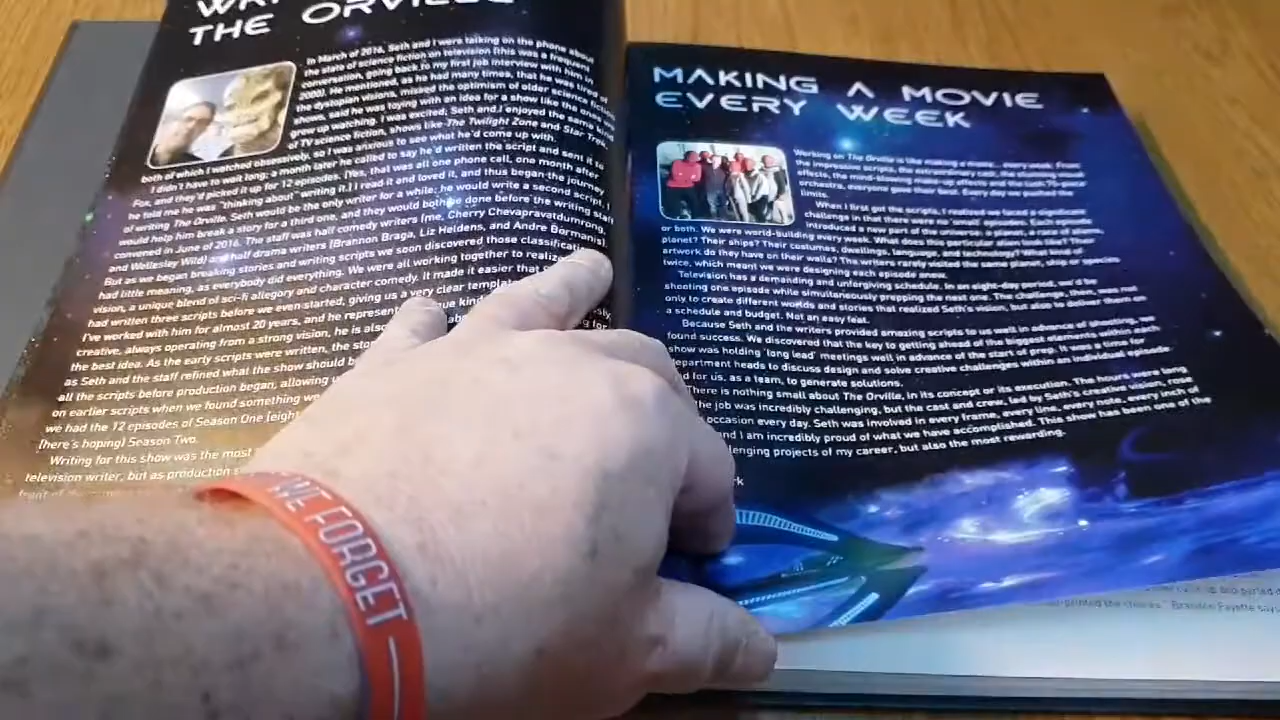 THE ORVILLE
In March of 2016, Seth and I were talking on the phone about
the state of science fiction on television (this was a frequent
conversation, going back to my first job interview with him in
2000). He mentioned, as he had many times, that he was tired of
the dystopian visions, missed the optimism of older science fiction
shows, said he was toying with an idea for a show like the ones we
grew up watching. I was excited; Seth and I enjoyed the same kind
of TV science fiction, shows like The Twilight Zone and Star Trek,
both of which I watched obsessively, so I was anxious to see what he'd come up with.
I didn't have to wait long; a month later he called to say he'd written the script and sent it to
Fox, and they'd picked it up for 12 episodes. (Yes, that was all one phone call, one month after
he told me he was "thinking about" writing it.) I read it and loved it, and thus began the journey
of writing The Orville. Seth would be the only writer for a while; he would write a second script, I
would help him break a story for a third one, and they would both be done before the writing staff
convened in June of 2016. The staff was half comedy writers (me, Cherry Chevapravatdumrong,
and Wellesley Wild) and half drama writers (Brannon Braga, Liz Heldens, and Andre Bormanis).
But as we began breaking stories and writing scripts we soon discovered those
had little meaning, as everybody did everything. We were all working together to realize
vision, a unique blend of sci-fi allegory and character comedy. It made it easier that
had written three scripts before we even started, giving us a very clear
I've worked with him for almost 20 years, and he
creative, always operating from a strong vision, he is also
the best idea. As the early scripts were written, the
as Seth and the staff refined what the show should
all the scripts before production began, allowing
on earlier scripts when we found something we
we had the 12 episodes of Season One (eight
(here's hoping) Season Two.
Writing for this show was the most
television writer, but as production
MAKING A MOVIE
EVERY WEEK
Working on The Orville is like making a movie... every week. From
the impressive scripts, the extraordinary cast, the stunning
effects, the make-up effects and the lush, 75-piece
orchestra, everyone gave their best. Every day we pushed the
limits.
When I first got the scripts, I realized we faced a significant
challenge in that there were no "small" episodes. Each episode
introduced a new part of the universe: a planet, a race of aliens,
or both. We were world-building every week. What does this particular alien look like? Their
planet? Their ships? Their costumes, dwellings, language, and technology? What kind of
artwork do they have on their walls? The writers rarely visited the same planet, ship or species
twice, which meant we were designing each episode anew.
Television has a demanding and unforgiving schedule. In an eight-day period, we'd be
shooting one episode while simultaneously prepping the next one. The challenge, then, was not
only to create different worlds and stories that realized Seth's vision, but also to deliver them on
a schedule and budget. Not an easy feat.
Because Seth and the writers provided amazing scripts to us well in advance of shooting, we
found success. We discovered that the key to getting ahead of the biggest elements within each
show was holding 'long lead' meetings well in advance of the start of prep. It was a time for
department heads to discuss design and solve creative challenges within an individual episode
and for us, as a team, to generate solutions.
There is nothing small about The Orville, in its concept or its execution. The hours were long
the job was incredibly challenging, but the cast and crew, led by Seth's creative vision, rose
occasion every day. Seth was involved in every frame, every line, every note, every inch of
and I am incredibly proud of what we have accomplished. This show has been one of the
projects of my career, but also the most rewarding.
Brandon Fayette says
WE FORGET